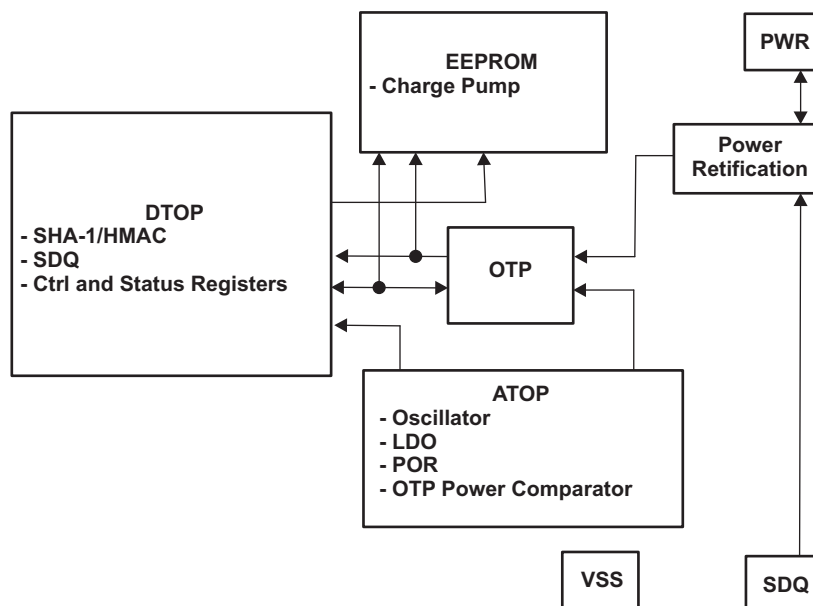 EEPROM
- Charge Pump
PWR
Power
Retification
DTOP
- SHA-1/HMAC
- SDQ
- Ctrl and Status Registers
OTP
ATOP
- Oscillator
- LDO
- POR
- OTP Power Comparator
VSS
SDQ